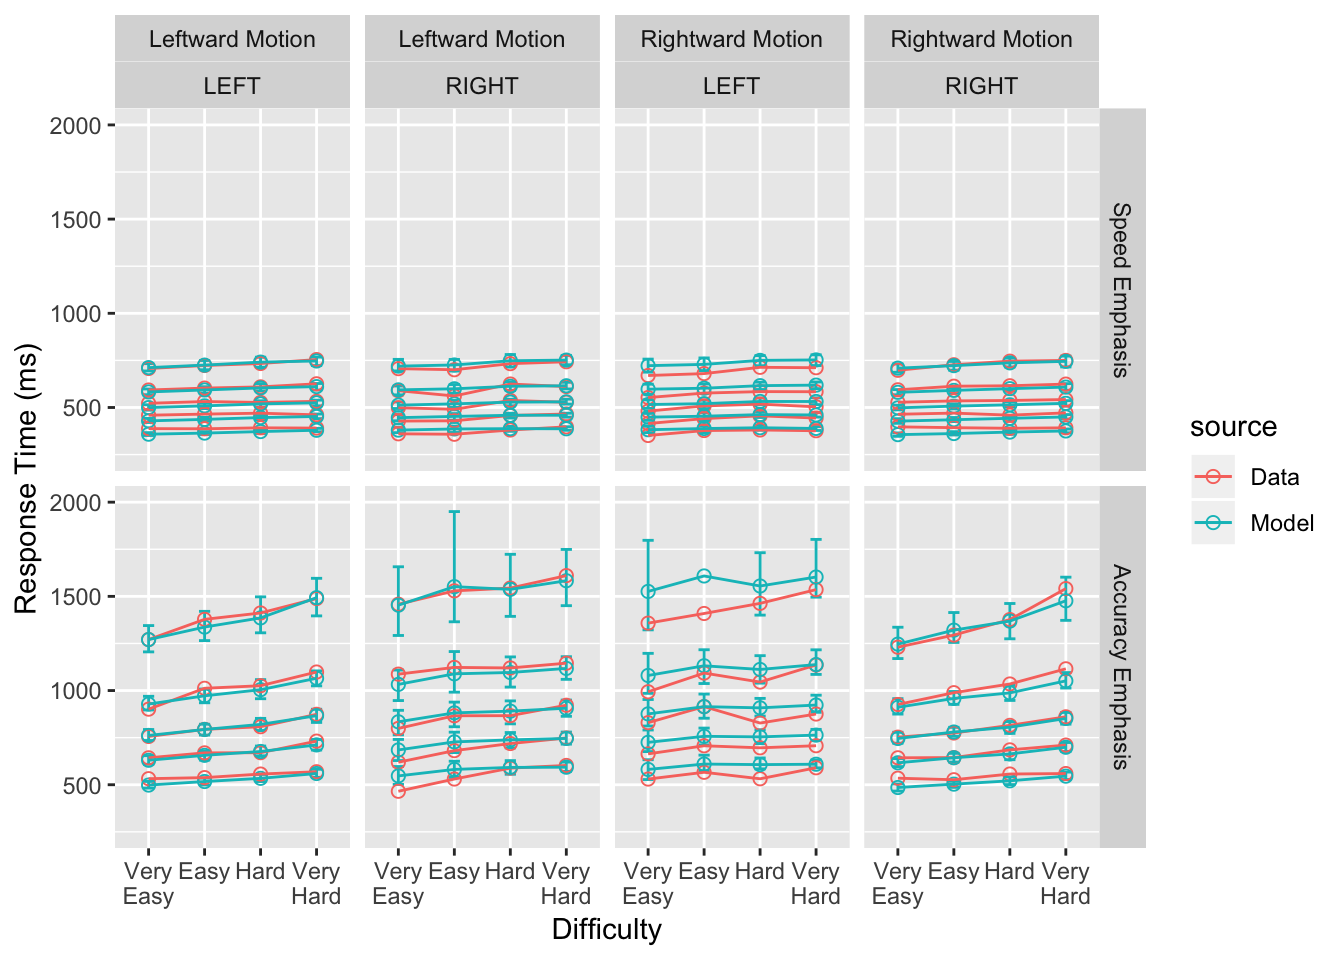 Leftward Motion Leftward Motion Rightward Motion Rightward Motion
LEFT RIGHT LEFT RIGHT
2000
1500
1000
500
Speed Emphasis
2000
1500
1000
500
Accuracy Emphasis
Response Time (ms)
Very Easy Hard Very Very Easy Hard Very Very Easy Hard Very Very Easy Hard Very
Easy Hard Easy Hard Easy Hard Easy Hard
Difficulty
source
Data
Model